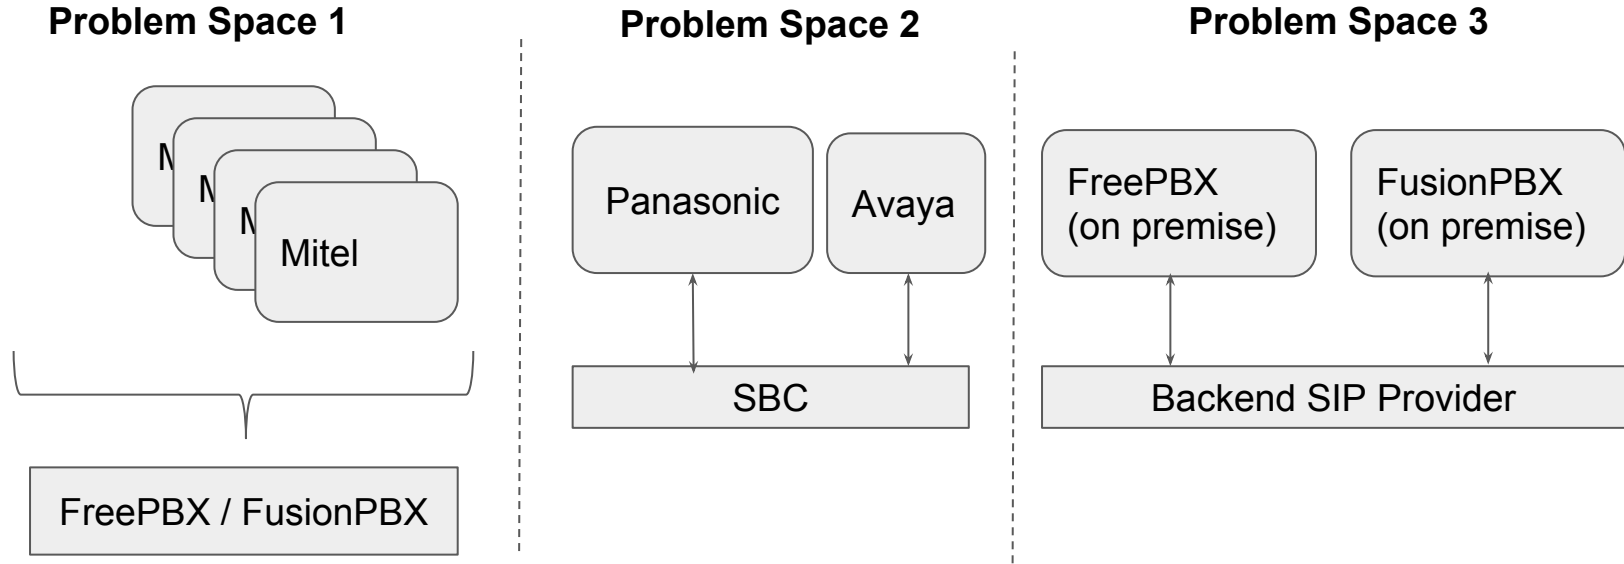 Problem Space 1
Problem Space 2
Problem Space 3
M
M
M
Mitel
Panasonic
Avaya
FreePBX
(on premise)
FusionPBX
(on premise)
SBC
Backend SIP Provider
FreePBX / FusionPBX